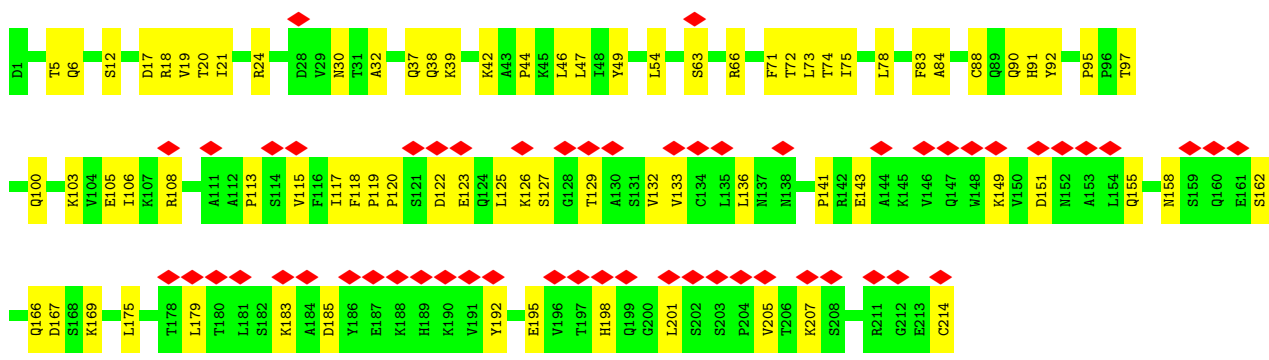 D1 T5 Q6 S12 D17 R18 V19 T20 I21 R24 D28 V29 N30 T31 A32 Q37 Q38 K39 K42 A43 P44 K45 L46 L47 I48 Y49 L54 S63 R66 F71 T72 L73 T74 I75 L78 F83 A84 C88 Q89 Q90 H91 Y92 P95 P96 T97
Q100 K103 V104 E105 I106 K107 R108 A111 A112 P113 S114 V115 F116 I117 F118 P119 P120 S121 D122 E123 Q124 L125 K126 S127 G128 T129 A130 S131 V132 V133 C134 L135 L136 N137 N138 P141 R142 E143 A144 K145 V146 Q147 W148 K149 V150 D151 N152 A153 L154 Q155 N158 S159 Q160 E161 S162
Q166 D167 S168 K169 L175 T178 L179 T180 L181 S182 K183 A184 D185 Y186 E187 K188 H189 K190 V191 Y192 E195 V196 T197 H198 Q199 G200 L201 S202 S203 P204 V205 T206 K207 S208 R211 G212 E213 C214